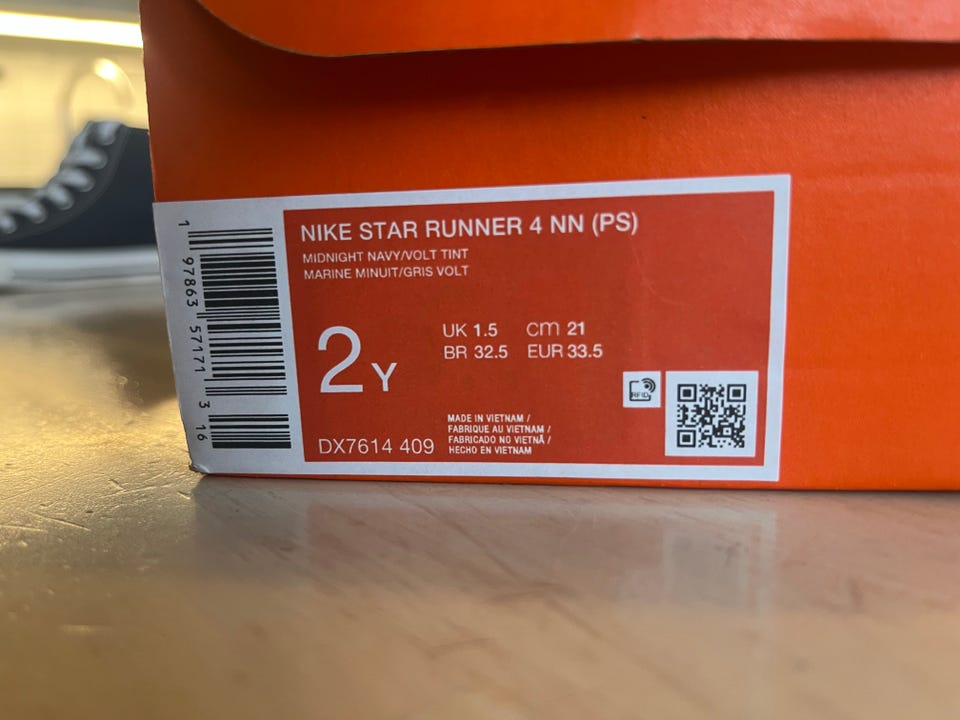 NIKE STAR RUNNER 4 NN (PS)
MIDNIGHT NAVY/VOLT TINT
MARINE MINUIT/GRIS VOLT
2Y
UK 1.5 cm 21
BR 32.5 EUR 33.5
RFID
DX7614 409
MADE IN VIETNAM /
FABRIQUE AU VIETNAM /
FABRICADO NO VIETNÃ /
HECHO EN VIETNAM
1 97863 57171 3 16